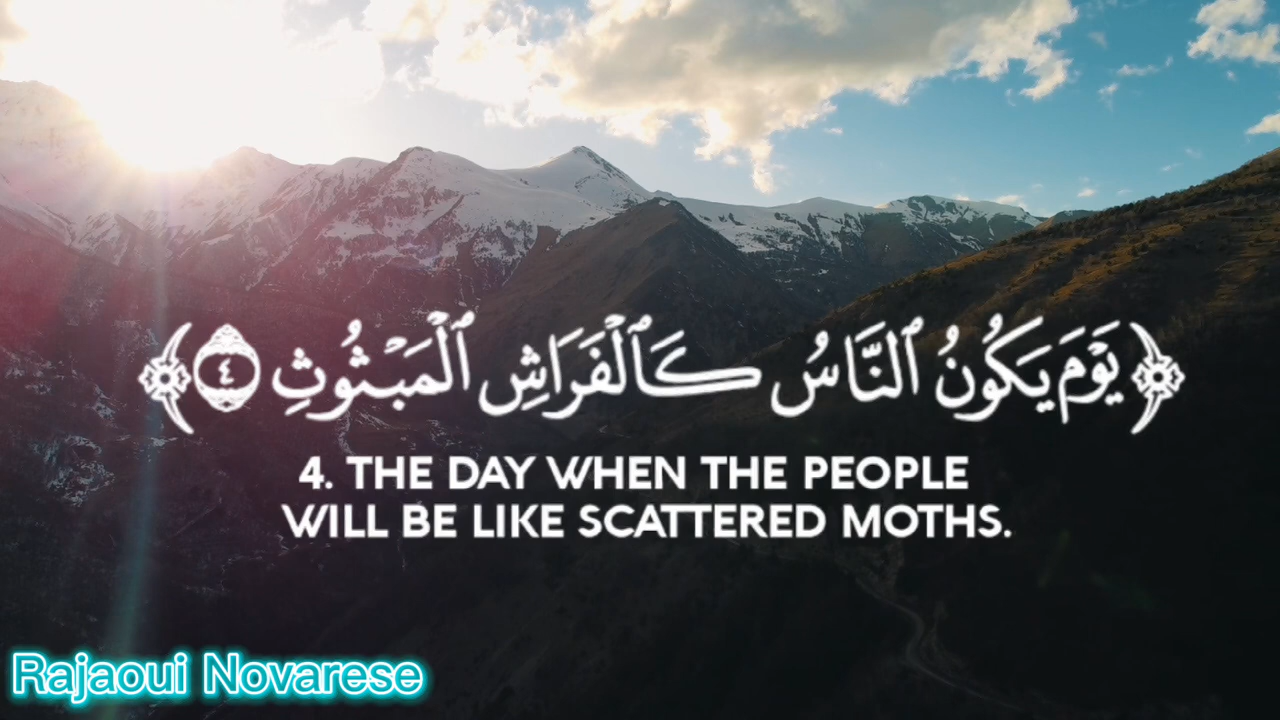 ﴿يَوْمَ يَكُونُ ٱلنَّاسُ كَٱلْفَرَاشِ ٱلْمَبْثُوثِ ٤﴾
4. THE DAY WHEN THE PEOPLE
WILL BE LIKE SCATTERED MOTHS.
Rajaoui Novarese